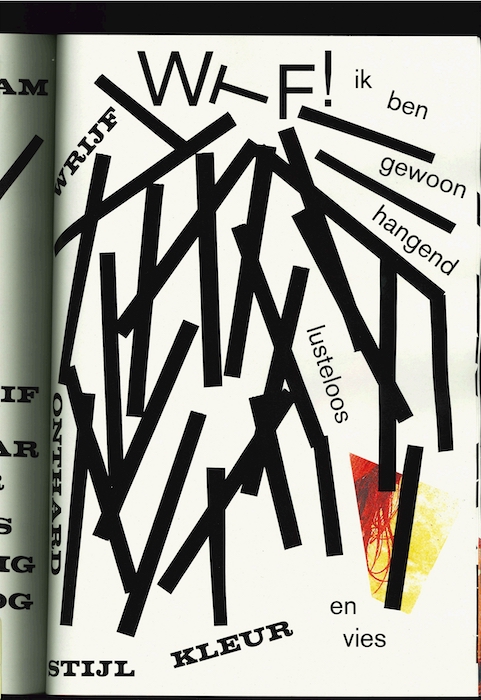 AM
IF
AR
R
S
IG
OG
WTF!
ik
ben
gewoon
hangend
lusteloos
en
vies
WRIJF
ONTHARD
STIJL
KLEUR